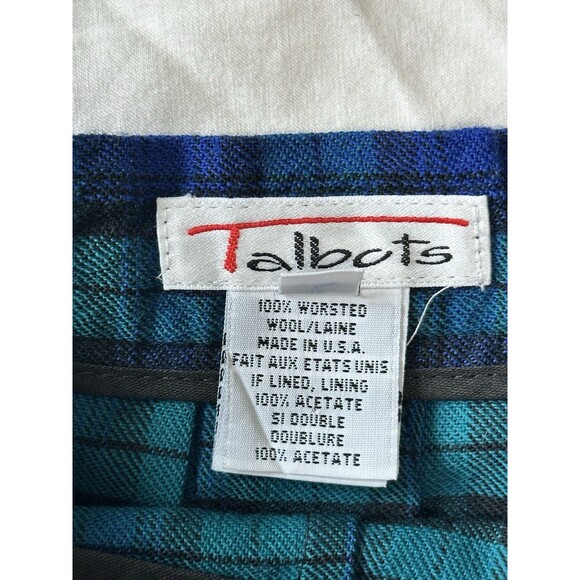 Talbots
100% WORSTED
WOOL/LAINE
MADE IN U.S.A.
FAIT AUX ETATS UNIS
IF LINED, LINING
100% ACETATE
SI DOUBLE
DOUBLURE
100% ACETATE